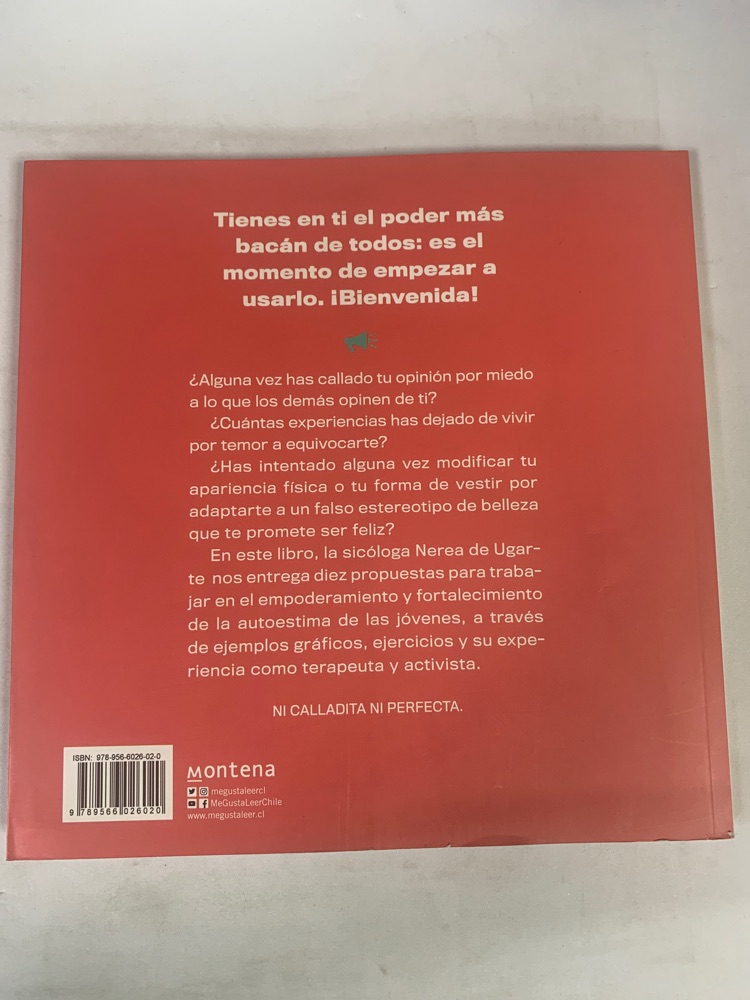 Tienes en ti el poder más
bacán de todos: es el
momento de empezar a
usarlo. ¡Bienvenida!
¿Alguna vez has callado tu opinión por miedo
a lo que los demás opinen de ti?
¿Cuántas experiencias has dejado de vivir
por temor a equivocarte?
¿Has intentado alguna vez modificar tu
apariencia física o tu forma de vestir por
adaptarte a un falso estereotipo de belleza
que te promete ser feliz?
En este libro, la sicóloga Nerea de Ugar-
te nos entrega diez propuestas para traba-
jar en el empoderamiento y fortalecimiento
de la autoestima de las jóvenes, a través
de ejemplos gráficos, ejercicios y su expe-
riencia como terapeuta y activista.
NI CALLADITA NI PERFECTA.
ISBN: 978-956-6026-02-0
9 789566 026020
Montena
megustaleercl
MeGustaLeerChile
www.megustaleer.cl